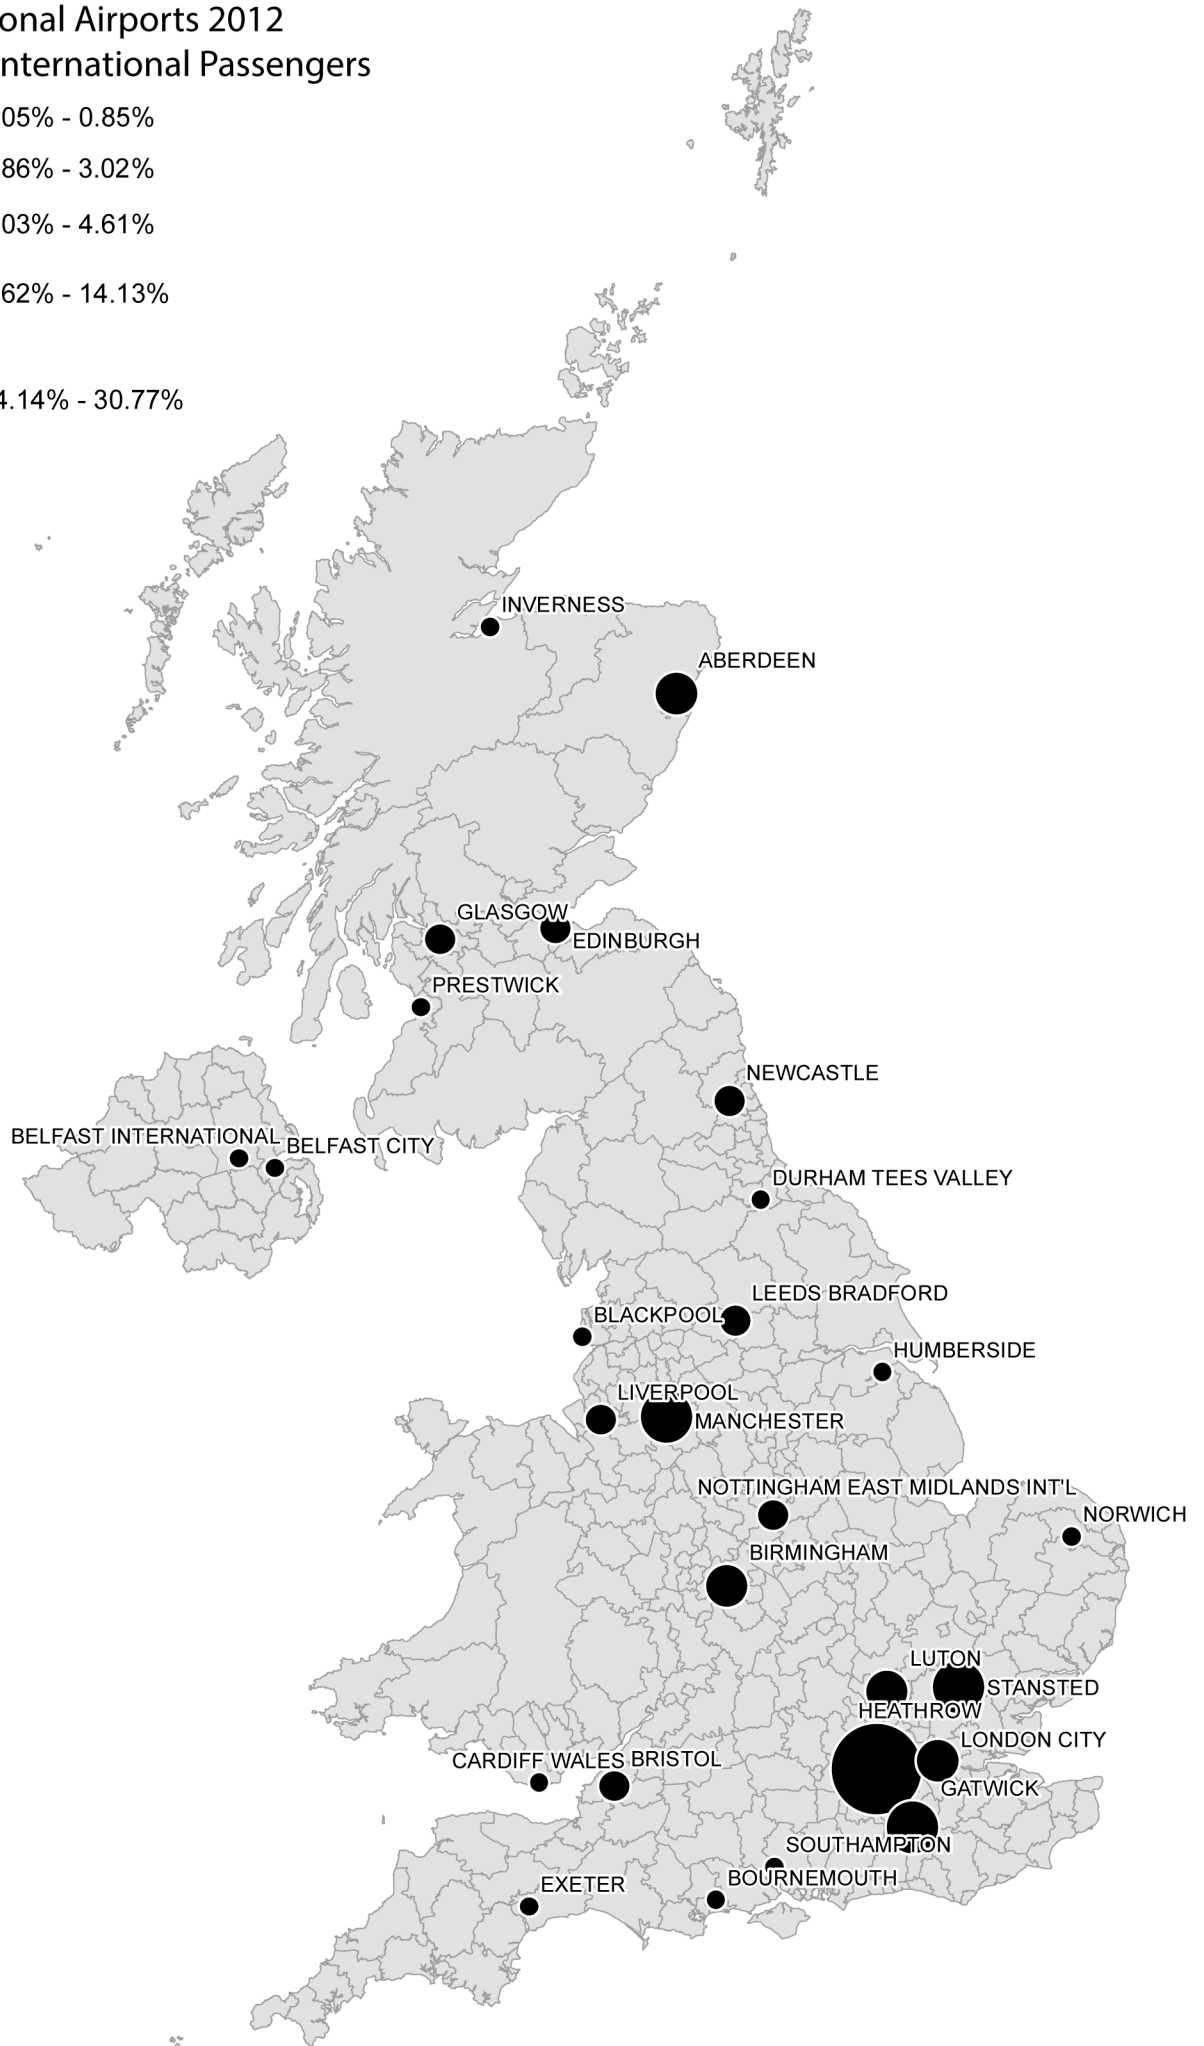 onal Airports 2012
nternational Passengers
05% - 0.85%
86% - 3.02%
03% - 4.61%
62% - 14.13%
4.14% - 30.77%
INVERNESS
ABERDEEN
GLASGOW
EDINBURGH
PRESTWICK
NEWCASTLE
BELFAST INTERNATIONAL
BELFAST CITY
DURHAM TEES VALLEY
LEEDS BRADFORD
BLACKPOOL
HUMBERSIDE
LIVERPOOL
MANCHESTER
NOTTINGHAM EAST MIDLANDS INT'L
NORWICH
BIRMINGHAM
LUTON
STANSTED
HEATHROW
LONDON CITY
CARDIFF WALES
BRISTOL
GATWICK
SOUTHAMPTON
BOURNEMOUTH
EXETER